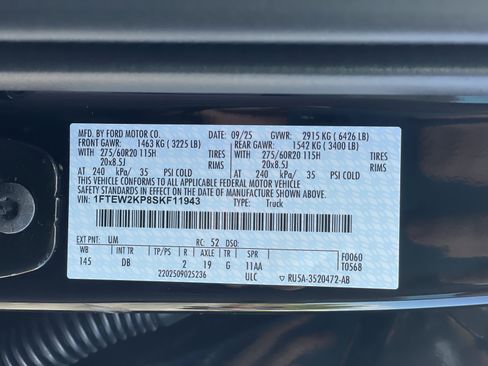 MFD. BY FORD MOTOR CO. DATE: 09/25 GVWR: 2915 KG ( 6426 LB)
FRONT GAWR: 1463 KG ( 3225 LB) REAR GAWR: 1542 KG ( 3400 LB)
WITH 275/60R20 115H TIRES WITH 275/60R20 115H TIRES
20x8.5J RIMS 20x8.5J RIMS
AT 240 kPa/ 35 PSI COLD AT 240 kPa/ 35 PSI COLD
THIS VEHICLE CONFORMS TO ALL APPLICABLE FEDERAL MOTOR VEHICLE
SAFETY AND THEFT PREVENTION STANDARDS IN EFFECT ON THE DATE OF MANUFACTURE SHOWN ABOVE.
VIN: 1FTEW2KP8SKF11943 TYPE: Truck
EXT PNT: UM RC: 52 DSO: F0060
WB TP/PS R AXLE TR SPR T0568
145 DB 2 19 G 11AA
2202509025236 ULC RU5A-3520472-AB